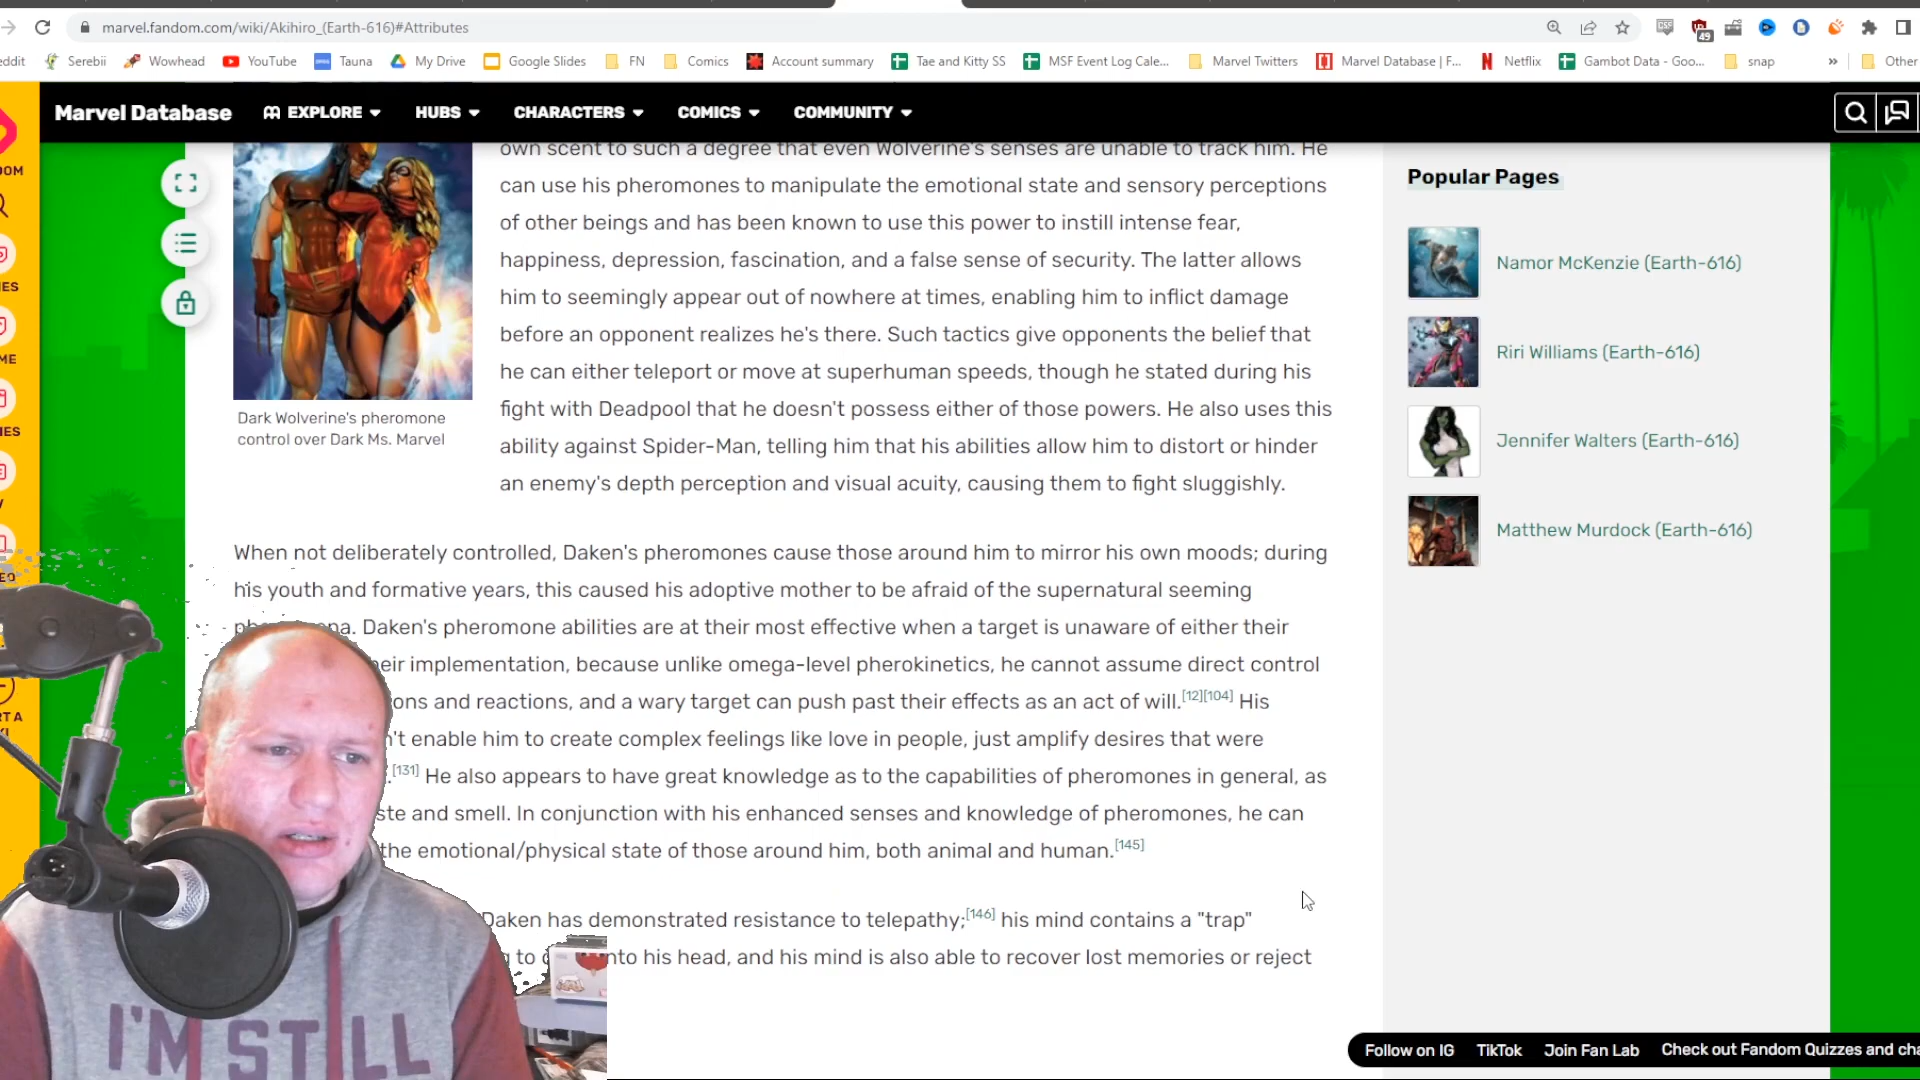 marvel.fandom.com/wiki/Akihiro_(Earth-616)#Attributes
49
eddit Serebii Wowhead YouTube Tauna My Drive Google Slides FN Comics Account summary Tae and Kitty SS MSF Event Log Cale... Marvel Twitters Marvel Database | F... Netflix Gambot Data - Goo... snap » Other
Marvel Database EXPLORE HUBS CHARACTERS COMICS COMMUNITY
own scent to such a degree that even Wolverine's senses are unable to track him. He
can use his pheromones to manipulate the emotional state and sensory perceptions
of other beings and has been known to use this power to instill intense fear,
happiness, depression, fascination, and a false sense of security. The latter allows
him to seemingly appear out of nowhere at times, enabling him to inflict damage
before an opponent realizes he's there. Such tactics give opponents the belief that
he can either teleport or move at superhuman speeds, though he stated during his
fight with Deadpool that he doesn't possess either of those powers. He also uses this
ability against Spider-Man, telling him that his abilities allow him to distort or hinder
an enemy's depth perception and visual acuity, causing them to fight sluggishly.
Dark Wolverine's pheromone
control over Dark Ms. Marvel
When not deliberately controlled, Daken's pheromones cause those around him to mirror his own moods; during
his youth and formative years, this caused his adoptive mother to be afraid of the supernatural seeming
Daken's pheromone abilities are at their most effective when a target is unaware of either their
eir implementation, because unlike omega-level pherokinetics, he cannot assume direct control
ons and reactions, and a wary target can push past their effects as an act of will.[12][104] His
't enable him to create complex feelings like love in people, just amplify desires that were
.[131] He also appears to have great knowledge as to the capabilities of pheromones in general, as
ste and smell. In conjunction with his enhanced senses and knowledge of pheromones, he can
the emotional/physical state of those around him, both animal and human.[145]
Daken has demonstrated resistance to telepathy;[146] his mind contains a "trap"
to nto his head, and his mind is also able to recover lost memories or reject
Popular Pages
Namor McKenzie (Earth-616)
Riri Williams (Earth-616)
Jennifer Walters (Earth-616)
Matthew Murdock (Earth-616)
I'M STILL
Follow on IG TikTok Join Fan Lab Check out Fandom Quizzes and cha